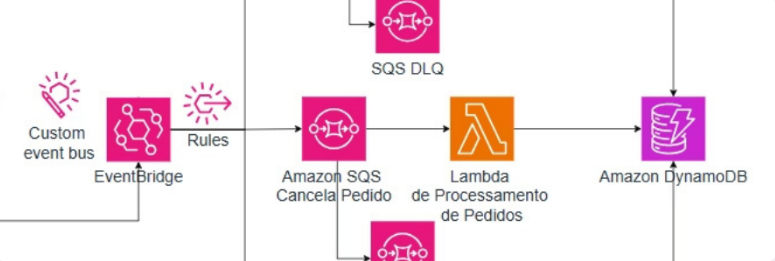 SQS DLQ
Custom
event bus
Rules
EventBridge
Amazon SQS
Cancela Pedido
Lambda
de Processamento
de Pedidos
Amazon DynamoDB